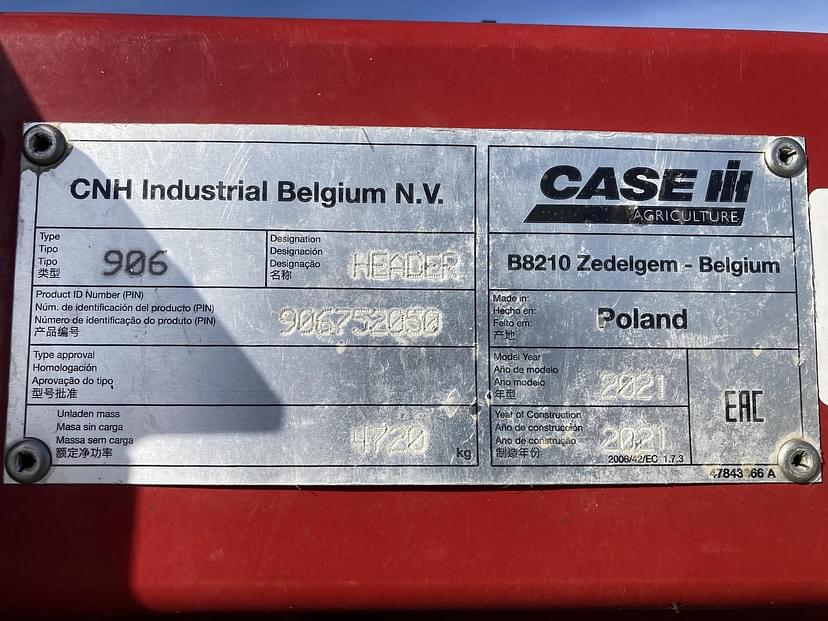 CNH Industrial Belgium N.V.
Type
Tipo
Tipo
类型
906
Designation
Designación
Designação
名称
HEADER
Product ID Number (PIN)
Núm. de identificación del producto (PIN)
Número de identificação do produto (PIN)
产品编号
906752050
Type approval
Homologación
Aprovação do tipo
型号批准
Unladen mass
Masa sin carga
Massa sem carga
额定净功率
4720
kg
CASE IH
AGRICULTURE
B8210 Zedelgem - Belgium
Made in:
Hecho en:
Feito em:
产地
Poland
Model Year
Año de modelo
Ano modelo
年型
2021
Year of Construction
Año de construcción
Ano de construção
制造年份
2021
2006/42/EC 1.7.3
EAC